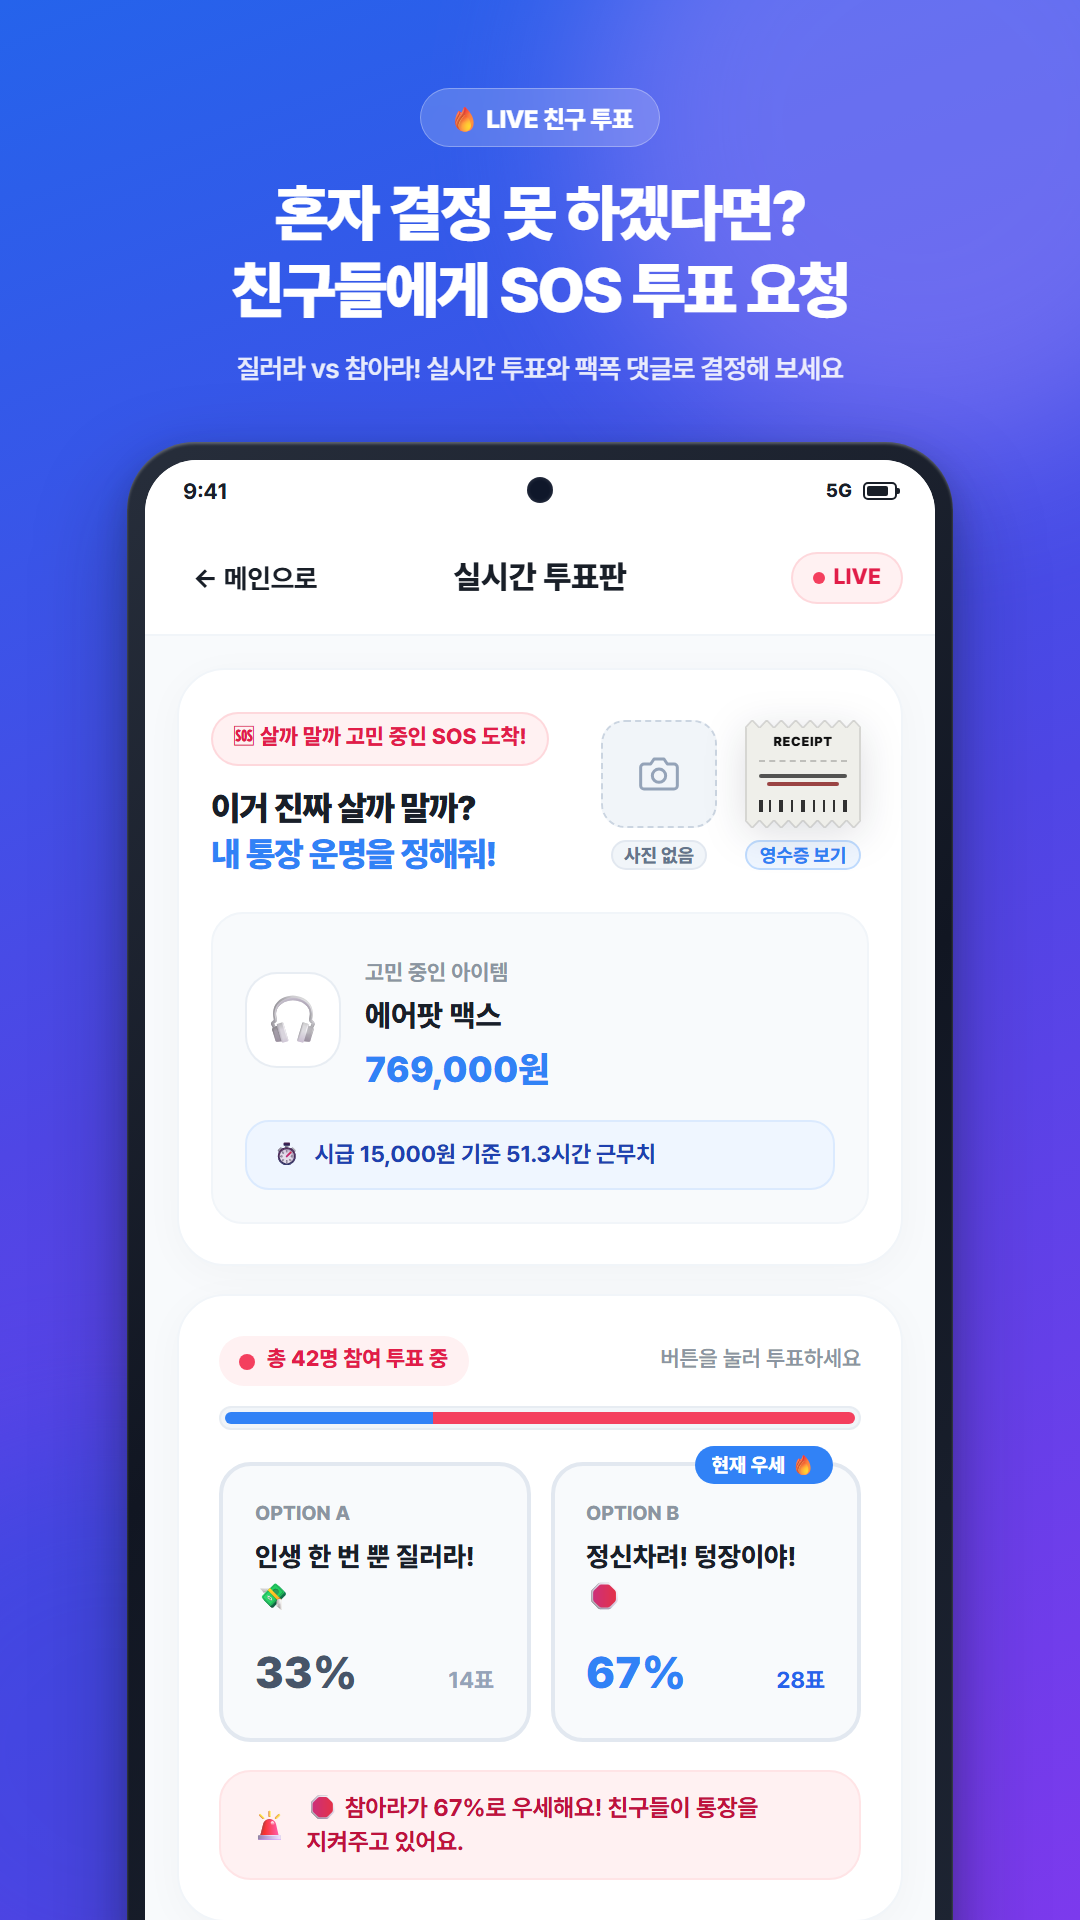 🔥 LIVE 친구 투표
혼자 결정 못 하겠다면?
친구들에게 SOS 투표 요청
질러라 vs 참아라! 실시간 투표와 팩폭 댓글로 결정해 보세요
9:41
5G
← 메인으로
실시간 투표판
LIVE
🆘 살까 말까 고민 중인 SOS 도착!
이거 진짜 살까 말까?
내 통장 운명을 정해줘!
사진 없음
RECEIPT
영수증 보기
고민 중인 아이템
에어팟 맥스
769,000원
⏱️ 시급 15,000원 기준 51.3시간 근무치
총 42명 참여 투표 중
버튼을 눌러 투표하세요
OPTION A
인생 한 번 뿐 질러라!
💸
33%
14표
현재 우세 🔥
OPTION B
정신차려! 텅장이야!
🛑
67%
28표
🚨 🛑 참아라가 67%로 우세해요! 친구들이 통장을
지켜주고 있어요.